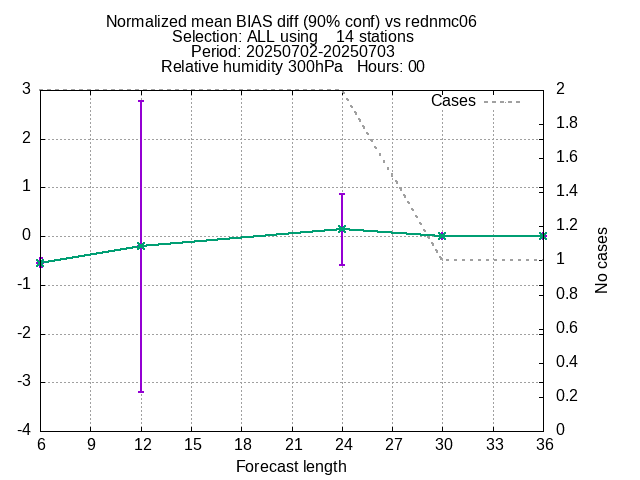 Normalized mean BIAS diff (90% conf) vs rednmc06
Selection: ALL using    14 stations
Period: 20250702-20250703
Relative humidity 300hPa   Hours: 00
Cases
3
2
1
0
-1
-2
-3
-4
2
1.8
1.6
1.4
1.2
1
0.8
0.6
0.4
0.2
0
No cases
6 9 12 15 18 21 24 27 30 33 36
Forecast length